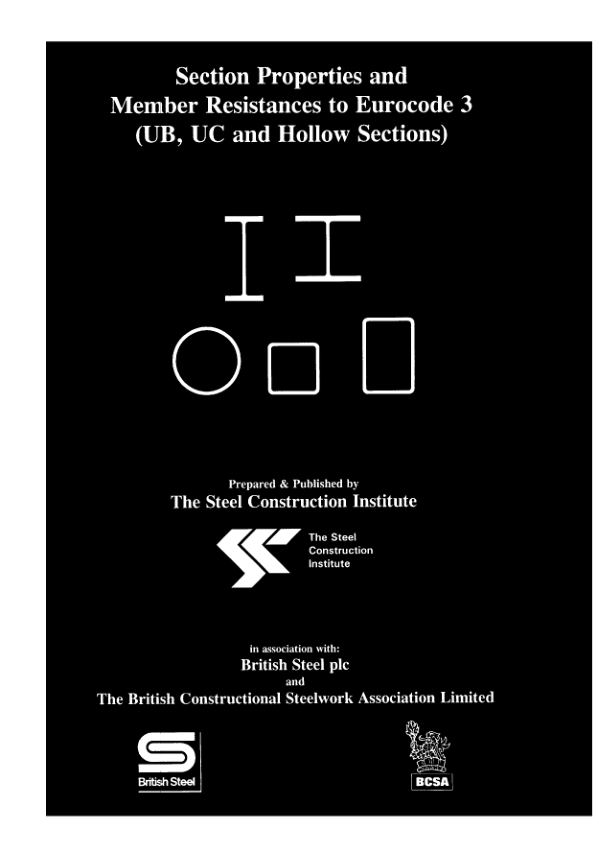 Section Properties and
Member Resistances to Eurocode 3
(UB, UC and Hollow Sections)
Prepared & Published by
The Steel Construction Institute
The Steel
Construction
Institute
in association with:
British Steel plc
and
The British Constructional Steelwork Association Limited
British Steel
BCSA